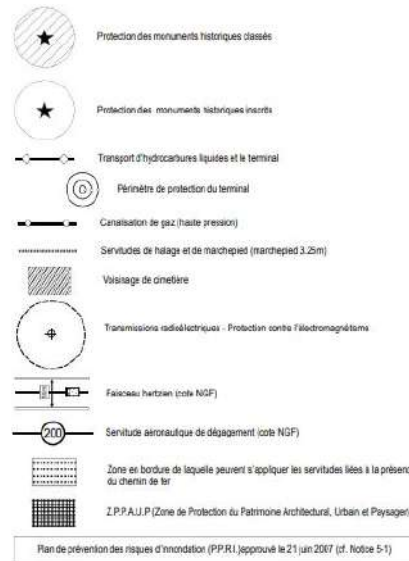 Protection des monuments historiques classés
Protection des monuments historiques inscrits
Transport d'hydrocarbures liquides et le terminal
Périmètre de protection du terminal
Canalisation de gaz (haute pression)
Servitudes de halage et de marchepied (marchepied 3.25m)
Voisinage de cimetière
Transmissions radioélectriques - Protection contre l'électromagnétisme
Faisceau hertzien (cote NGF)
200
Servitude aéronautique de dégagement (cote NGF)
Zone en bordure de laquelle peuvent s'appliquer les servitudes liées à la présence
du chemin de fer
Z.P.P.A.U.P (Zone de Protection du Patrimoine Architectural, Urbain et Paysager)
Plan de prévention des risques d'innondation (P.P.R.I.)approuvé le 21 juin 2007 (cf. Notice 5-1)